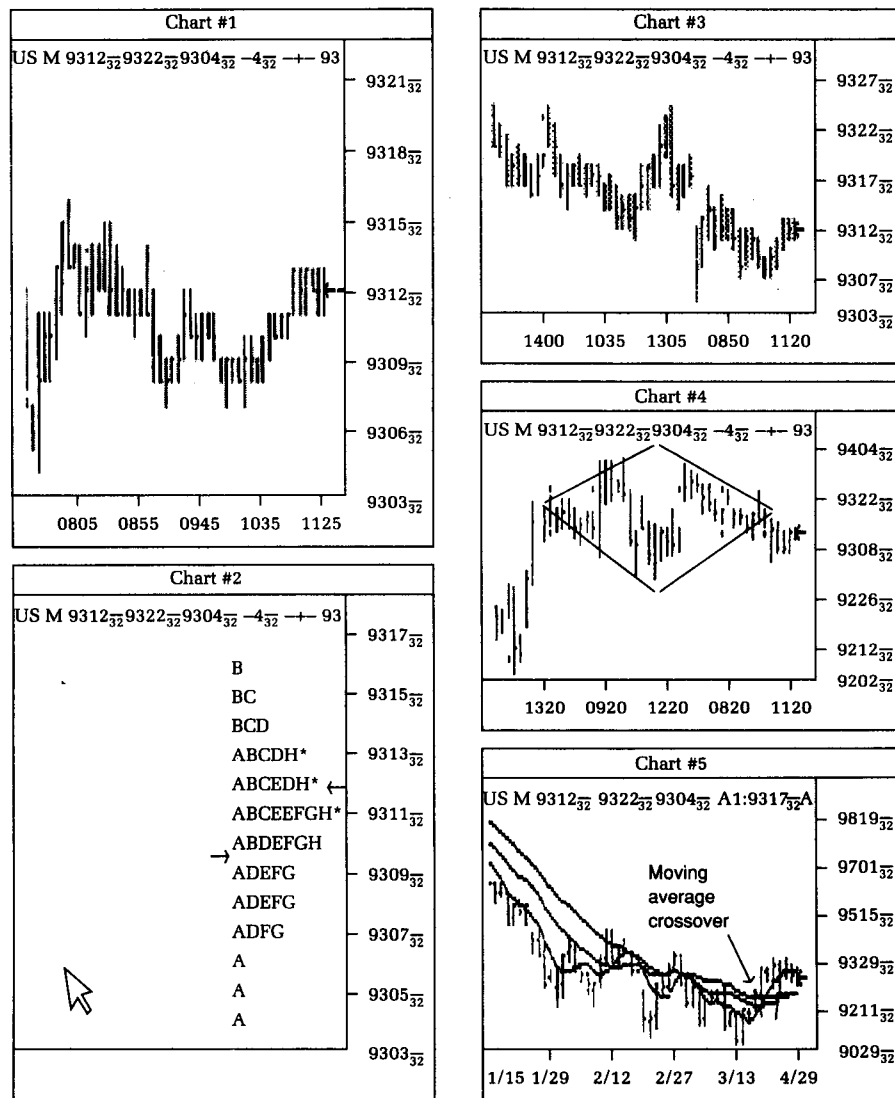 Chart #1
US M 9312 32 9322 32 9304 32 –4 32 –+– 93
9321 32
9318 32
9315 32
9312 32
9309 32
9306 32
9303 32
0805 0855 0945 1035 1125
Chart #2
US M 9312 32 9322 32 9304 32 –4 32 –+– 93
9317 32
B
BC
9315 32
BCD
ABCDH*
9313 32
ABCEDH*
ABCEEFGH*
9311 32
ABDEFGH
ADEFG
9309 32
ADEFG
ADFG
9307 32
A
A
9305 32
A
9303 32
Chart #3
US M 9312 32 9322 32 9304 32 –4 32 –+– 93
9327 32
9322 32
9317 32
9312 32
9307 32
9303 32
1400 1035 1305 0850 1120
Chart #4
US M 9312 32 9322 32 9304 32 –4 32 –+– 93
9404 32
9322 32
9308 32
9226 32
9212 32
9202 32
1320 0920 1220 0820 1120
Chart #5
US M 9312 32 9322 32 9304 32 A1:9317 32 A
9819 32
9701 32
Moving
average
crossover
9515 32
9329 32
9211 32
9029 32
1/15 1/29 2/12 2/27 3/13 4/29